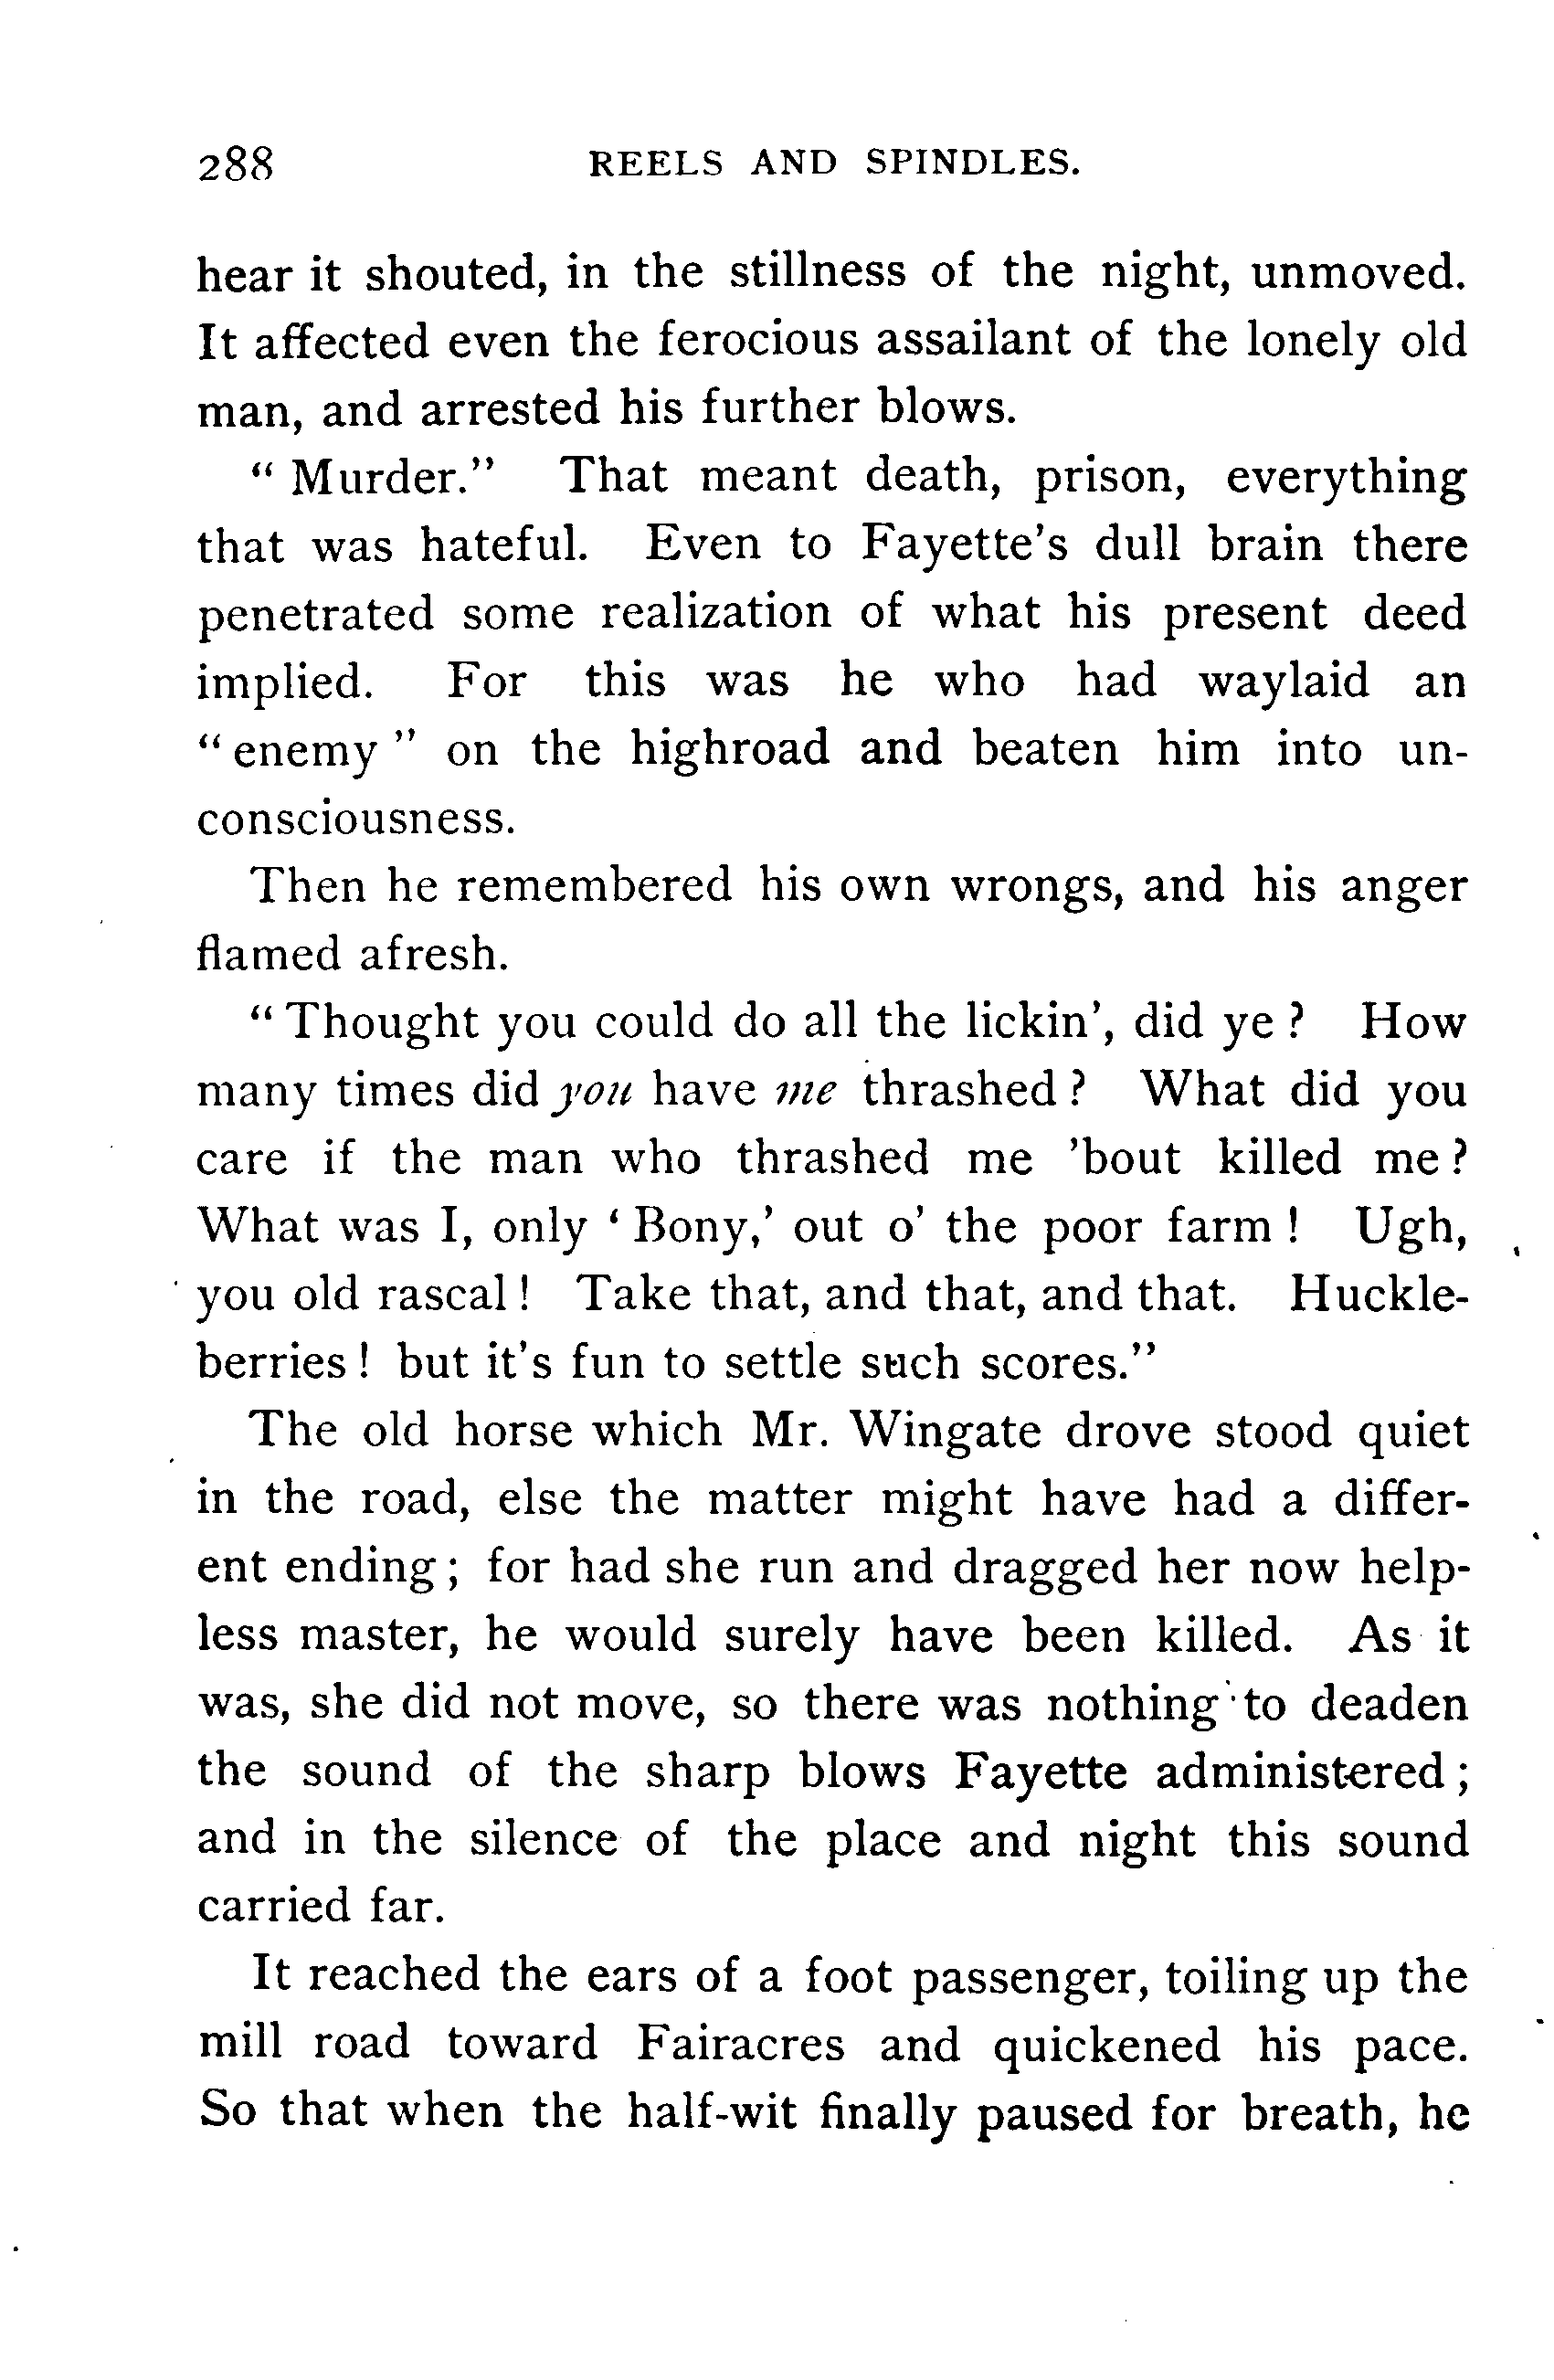 288 REELS AND SPINDLES.
hear it shouted, in the stillness of the night, unmoved.
It affected even the ferocious assailant of the lonely old
man, and arrested his further blows.
“ Murder.” That meant death, prison, everything
that was hateful. Even to Fayette’s dull brain there
penetrated some realization of what his present deed
implied. For this was he who had waylaid an
“ enemy ” on the highroad and beaten him into un-
consciousness.
Then he remembered his own wrongs, and his anger
flamed afresh.
“ Thought you could do all the lickin’, did ye ? How
many times did you have me thrashed ? What did you
care if the man who thrashed me ’bout killed me ?
What was I, only ‘ Bony,’ out o’ the poor farm ! Ugh,
you old rascal ! Take that, and that, and that. Huckle-
berries ! but it’s fun to settle such scores.”
The old horse which Mr. Wingate drove stood quiet
in the road, else the matter might have had a differ-
ent ending ; for had she run and dragged her now help-
less master, he would surely have been killed. As it
was, she did not move, so there was nothing to deaden
the sound of the sharp blows Fayette administered ;
and in the silence of the place and night this sound
carried far.
It reached the ears of a foot passenger, toiling up the
mill road toward Fairacres and quickened his pace.
So that when the half-wit finally paused for breath, he